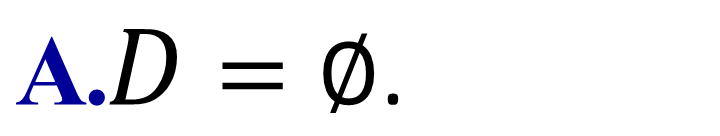 A. D = ∅.